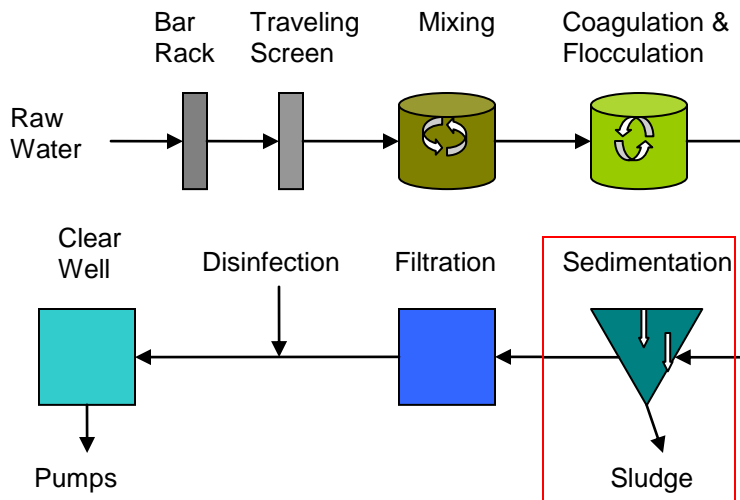 Bar
Rack
Traveling
Screen
Mixing
Coagulation &
Flocculation
Raw
Water
Clear
Well
Disinfection
Filtration
Sedimentation
Pumps
Sludge